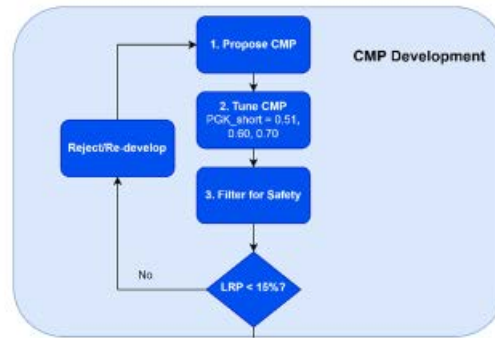 1. Propose CMP
CMP Development
2. Tune CMP
PGK_short = 0.51,
0.60, 0.70
Reject/Re-develop
3. Filter for Safety
No
LRP < 15%?